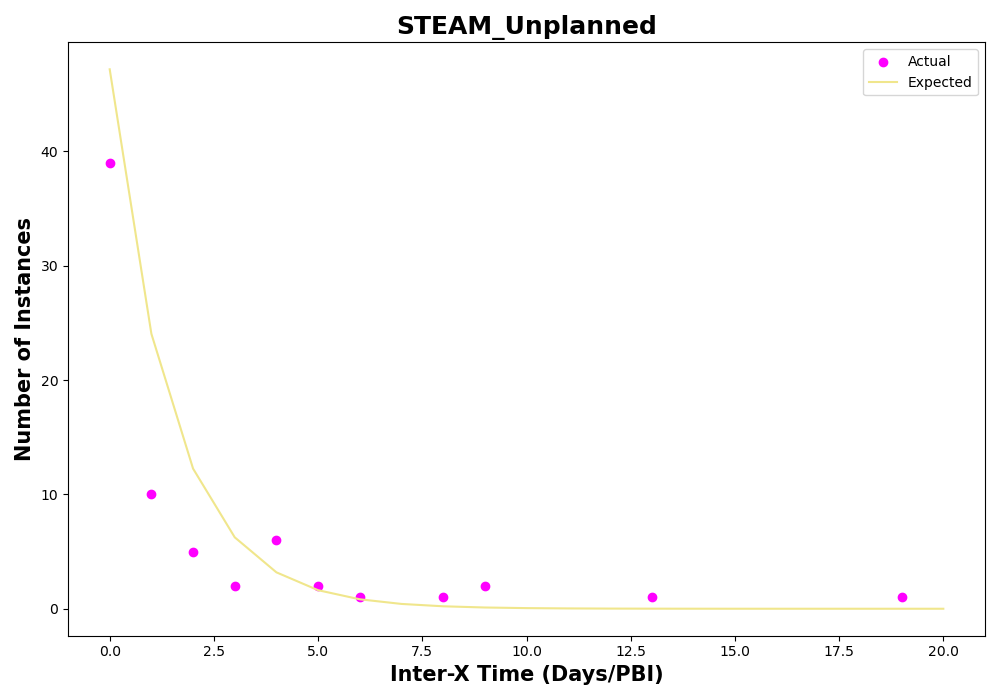 STEAM_Unplanned
Actual
Expected
Number of Instances
40
30
20
10
0
0.0 2.5 5.0 7.5 10.0 12.5 15.0 17.5 20.0
Inter-X Time (Days/PBI)